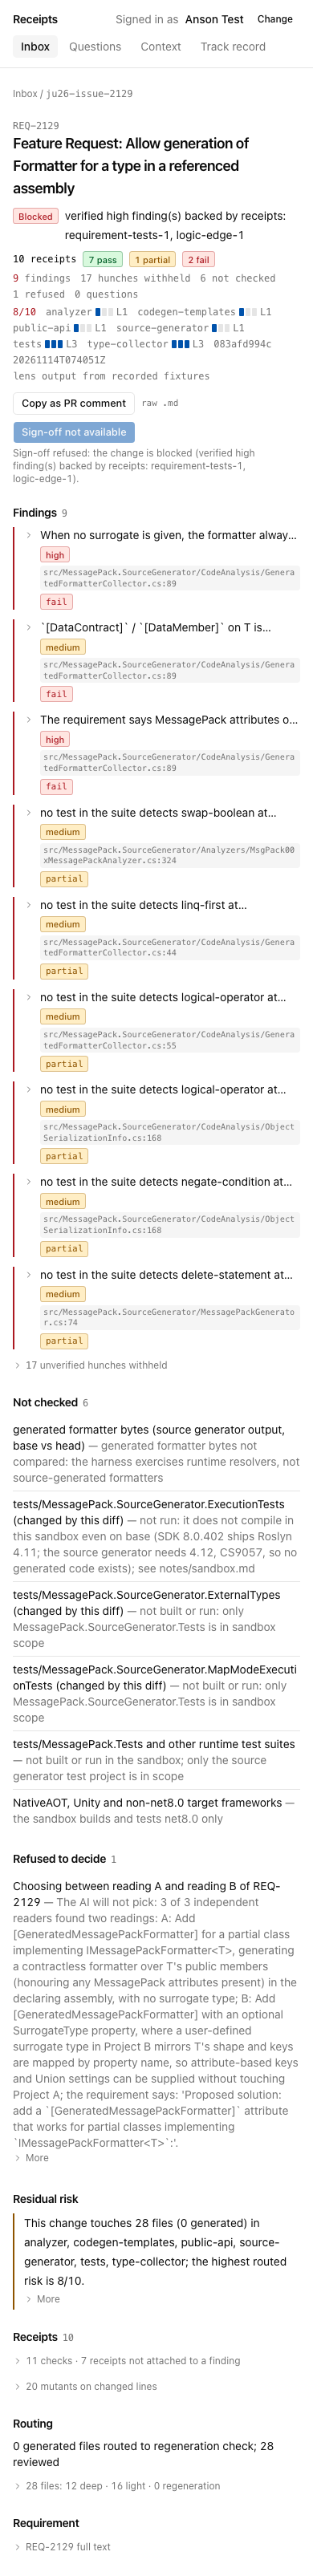 Receipts
Signed in as Anson Test Change
Inbox Questions Context Track record
Inbox / ju26-issue-2129
REQ-2129
Feature Request: Allow generation of
Formatter for a type in a referenced
assembly
Blocked verified high finding(s) backed by receipts:
requirement-tests-1, logic-edge-1
10 receipts 7 pass 1 partial 2 fail
9 findings 17 hunches withheld 6 not checked
1 refused 0 questions
8/10 analyzer L1 codegen-templates L1
public-api L1 source-generator L1
tests L3 type-collector L3 083afd994c
20261114T074051Z
lens output from recorded fixtures
Copy as PR comment raw .md
Sign-off not available
Sign-off refused: the change is blocked (verified high
finding(s) backed by receipts: requirement-tests-1,
logic-edge-1).
Findings 9
When no surrogate is given, the formatter alway…
high
src/MessagePack.SourceGenerator/CodeAnalysis/Genera
tedFormatterCollector.cs:89
fail
`[DataContract]` / `[DataMember]` on T is…
medium
src/MessagePack.SourceGenerator/CodeAnalysis/Genera
tedFormatterCollector.cs:89
fail
The requirement says MessagePack attributes o…
high
src/MessagePack.SourceGenerator/CodeAnalysis/Genera
tedFormatterCollector.cs:89
fail
no test in the suite detects swap-boolean at…
medium
src/MessagePack.SourceGenerator/Analyzers/MsgPack00
xMessagePackAnalyzer.cs:324
partial
no test in the suite detects linq-first at…
medium
src/MessagePack.SourceGenerator/CodeAnalysis/Genera
tedFormatterCollector.cs:44
partial
no test in the suite detects logical-operator at…
medium
src/MessagePack.SourceGenerator/CodeAnalysis/Genera
tedFormatterCollector.cs:55
partial
no test in the suite detects logical-operator at…
medium
src/MessagePack.SourceGenerator/CodeAnalysis/Object
SerializationInfo.cs:168
partial
no test in the suite detects negate-condition at…
medium
src/MessagePack.SourceGenerator/CodeAnalysis/Object
SerializationInfo.cs:168
partial
no test in the suite detects delete-statement at…
medium
src/MessagePack.SourceGenerator/MessagePackGenerato
r.cs:74
partial
17 unverified hunches withheld
Not checked 6
generated formatter bytes (source generator output,
base vs head) — generated formatter bytes not
compared: the harness exercises runtime resolvers, not
source-generated formatters
tests/MessagePack.SourceGenerator.ExecutionTests
(changed by this diff) — not run: it does not compile in
this sandbox even on base (SDK 8.0.402 ships Roslyn
4.11; the source generator needs 4.12, CS9057, so no
generated code exists); see notes/sandbox.md
tests/MessagePack.SourceGenerator.ExternalTypes
(changed by this diff) — not built or run: only
MessagePack.SourceGenerator.Tests is in sandbox
scope
tests/MessagePack.SourceGenerator.MapModeExecuti
onTests (changed by this diff) — not built or run: only
MessagePack.SourceGenerator.Tests is in sandbox
scope
tests/MessagePack.Tests and other runtime test suites
— not built or run in the sandbox; only the source
generator test project is in scope
NativeAOT, Unity and non-net8.0 target frameworks —
the sandbox builds and tests net8.0 only
Refused to decide 1
Choosing between reading A and reading B of REQ-
2129 — The AI will not pick: 3 of 3 independent
readers found two readings: A: Add
[GeneratedMessagePackFormatter] for a partial class
implementing IMessagePackFormatter<T>, generating
a contractless formatter over T's public members
(honouring any MessagePack attributes present) in the
declaring assembly, with no surrogate type; B: Add
[GeneratedMessagePackFormatter] with an optional
SurrogateType property, where a user-defined
surrogate type in Project B mirrors T's shape and keys
are mapped by property name, so attribute-based keys
and Union settings can be supplied without touching
Project A; the requirement says: 'Proposed solution:
add a `[GeneratedMessagePackFormatter]` attribute
that works for partial classes implementing
`IMessagePackFormatter<T>`:'.
More
Residual risk
This change touches 28 files (0 generated) in
analyzer, codegen-templates, public-api, source-
generator, tests, type-collector; the highest routed
risk is 8/10.
More
Receipts 10
11 checks · 7 receipts not attached to a finding
20 mutants on changed lines
Routing
0 generated files routed to regeneration check; 28
reviewed
28 files: 12 deep · 16 light · 0 regeneration
Requirement
REQ-2129 full text